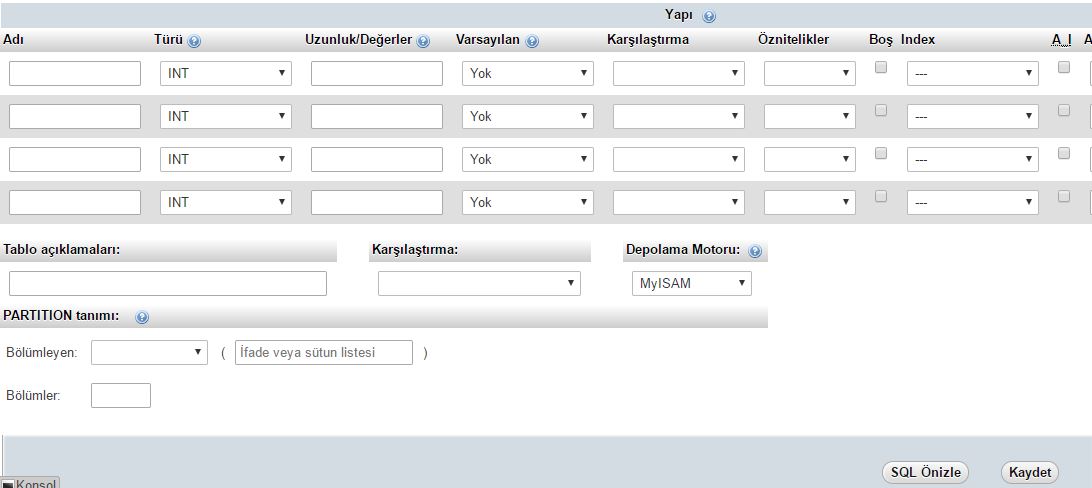 Yapı
Adı Türü Uzunluk/Değerler Varsayılan Karşılaştırma Öznitelikler Boş Index A_I A
INT Yok ---
INT Yok ---
INT Yok ---
INT Yok ---
Tablo açıklamaları: Karşılaştırma: Depolama Motoru:
MyISAM
PARTITION tanımı:
Bölümleyen: ( İfade veya sütun listesi )
Bölümler:
SQL Önizle Kaydet
Konsol